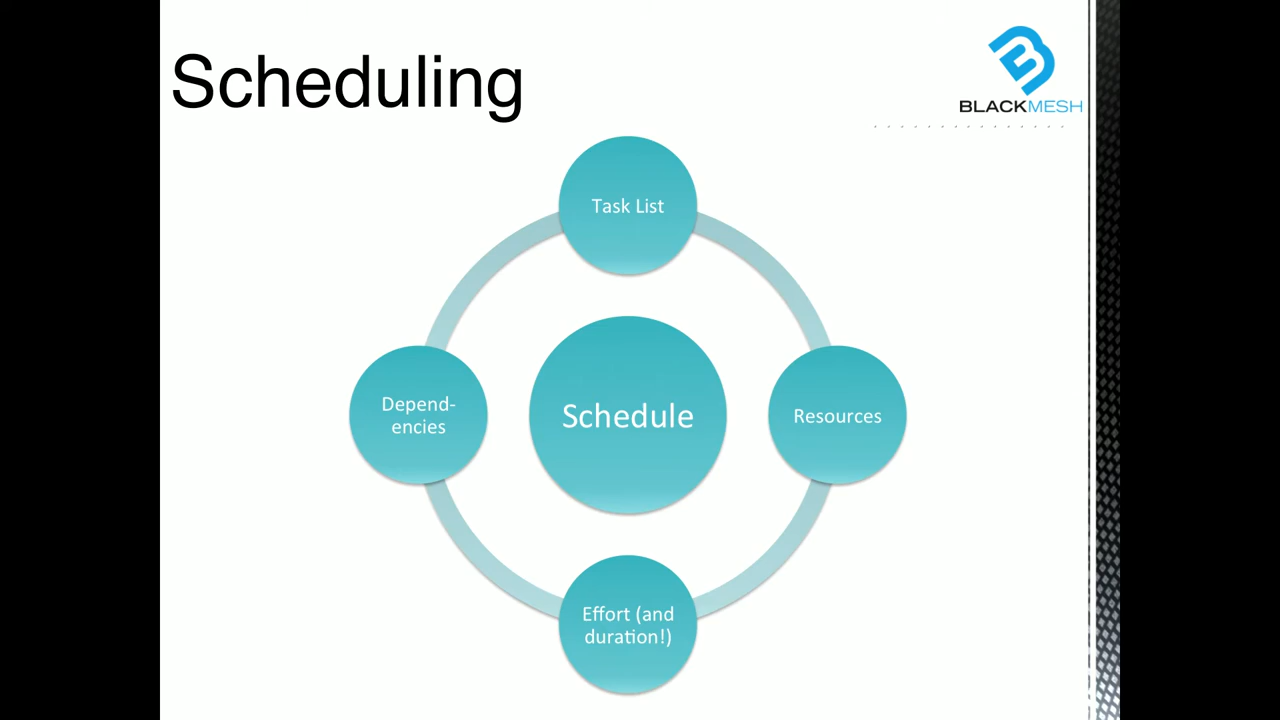 Scheduling
BLACKMESH
Task List
Depend-
encies
Schedule
Resources
Effort (and
duration!)